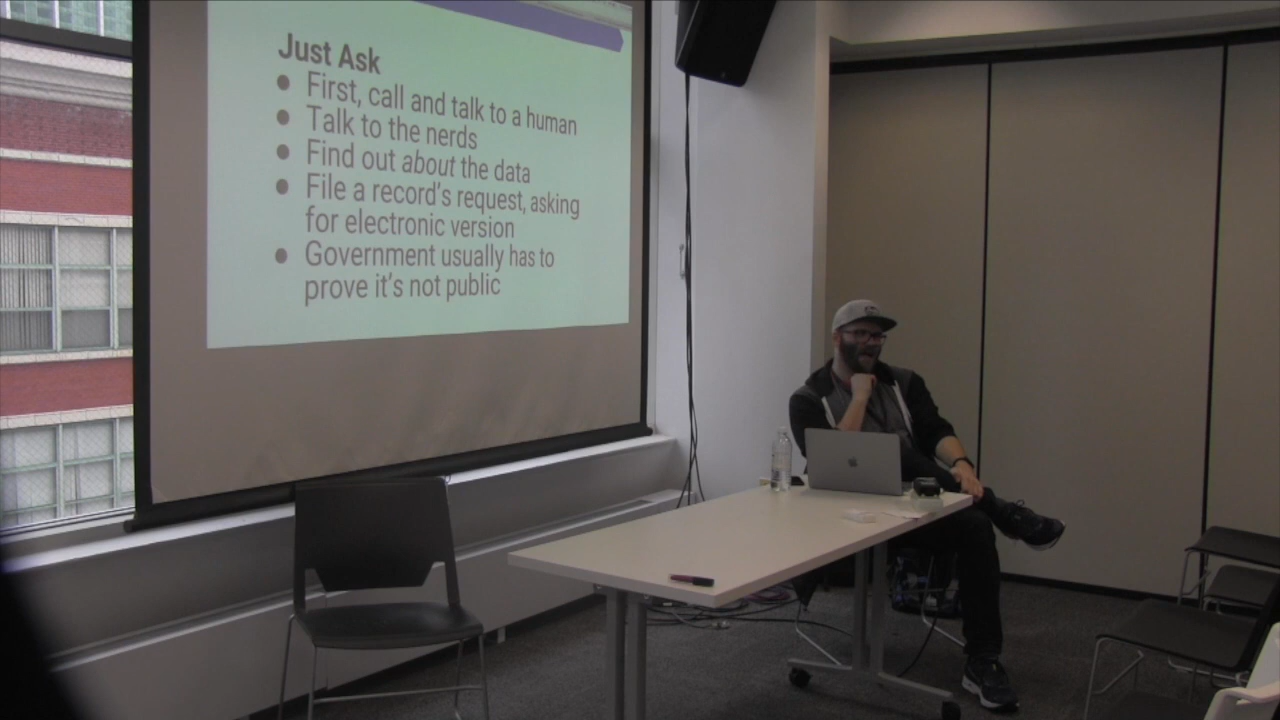 Just Ask
● First, call and talk to a human
● Talk to the nerds
● Find out about the data
● File a record's request, asking
for electronic version
● Government usually has to
prove it's not public